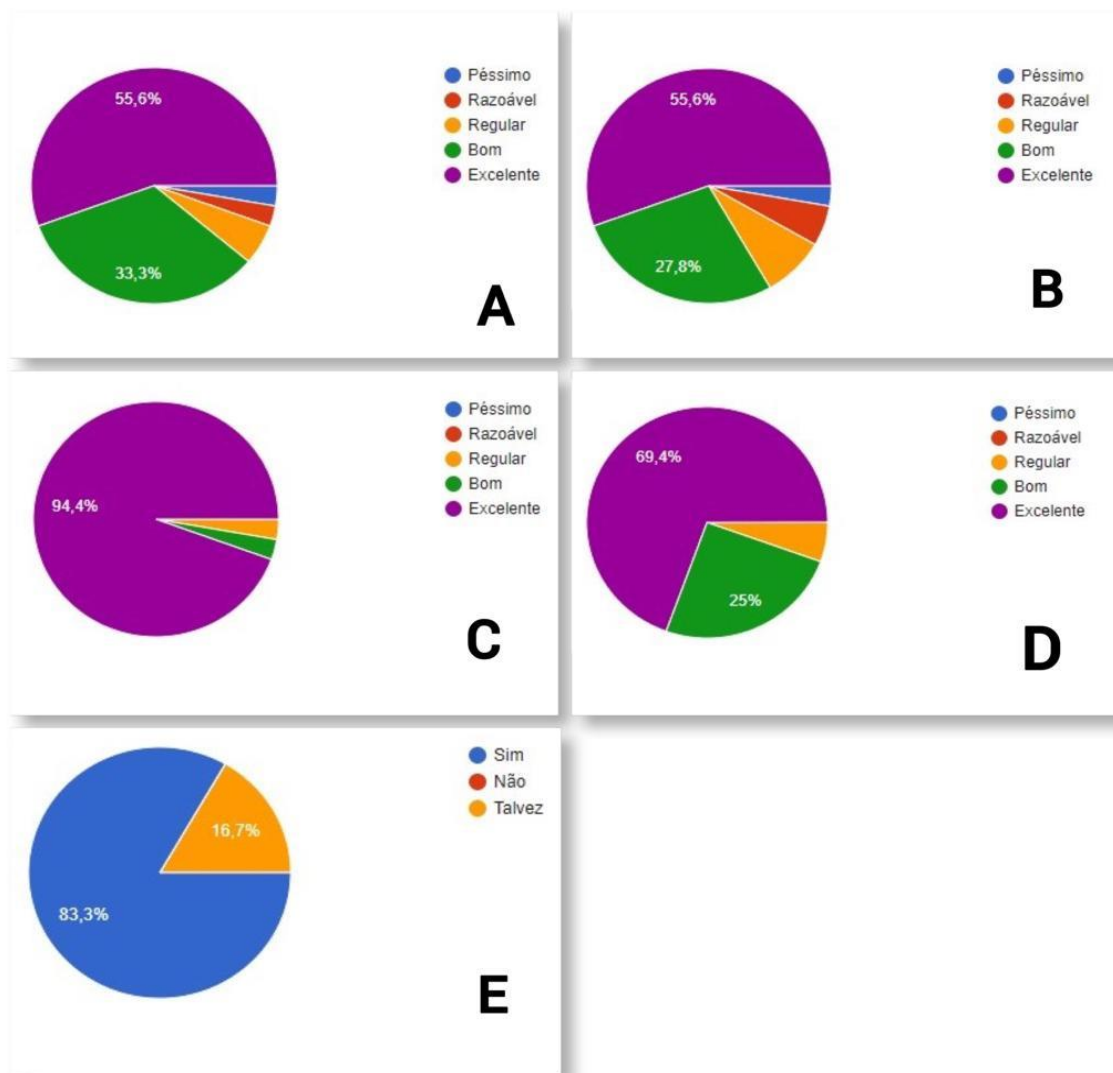 55,6%
33,3%
Péssimo
Razoável
Regular
Bom
Excelente
A
55,6%
27,8%
Péssimo
Razoável
Regular
Bom
Excelente
B
94,4%
Péssimo
Razoável
Regular
Bom
Excelente
C
69,4%
25%
Péssimo
Razoável
Regular
Bom
Excelente
D
16,7%
83,3%
Sim
Não
Talvez
E